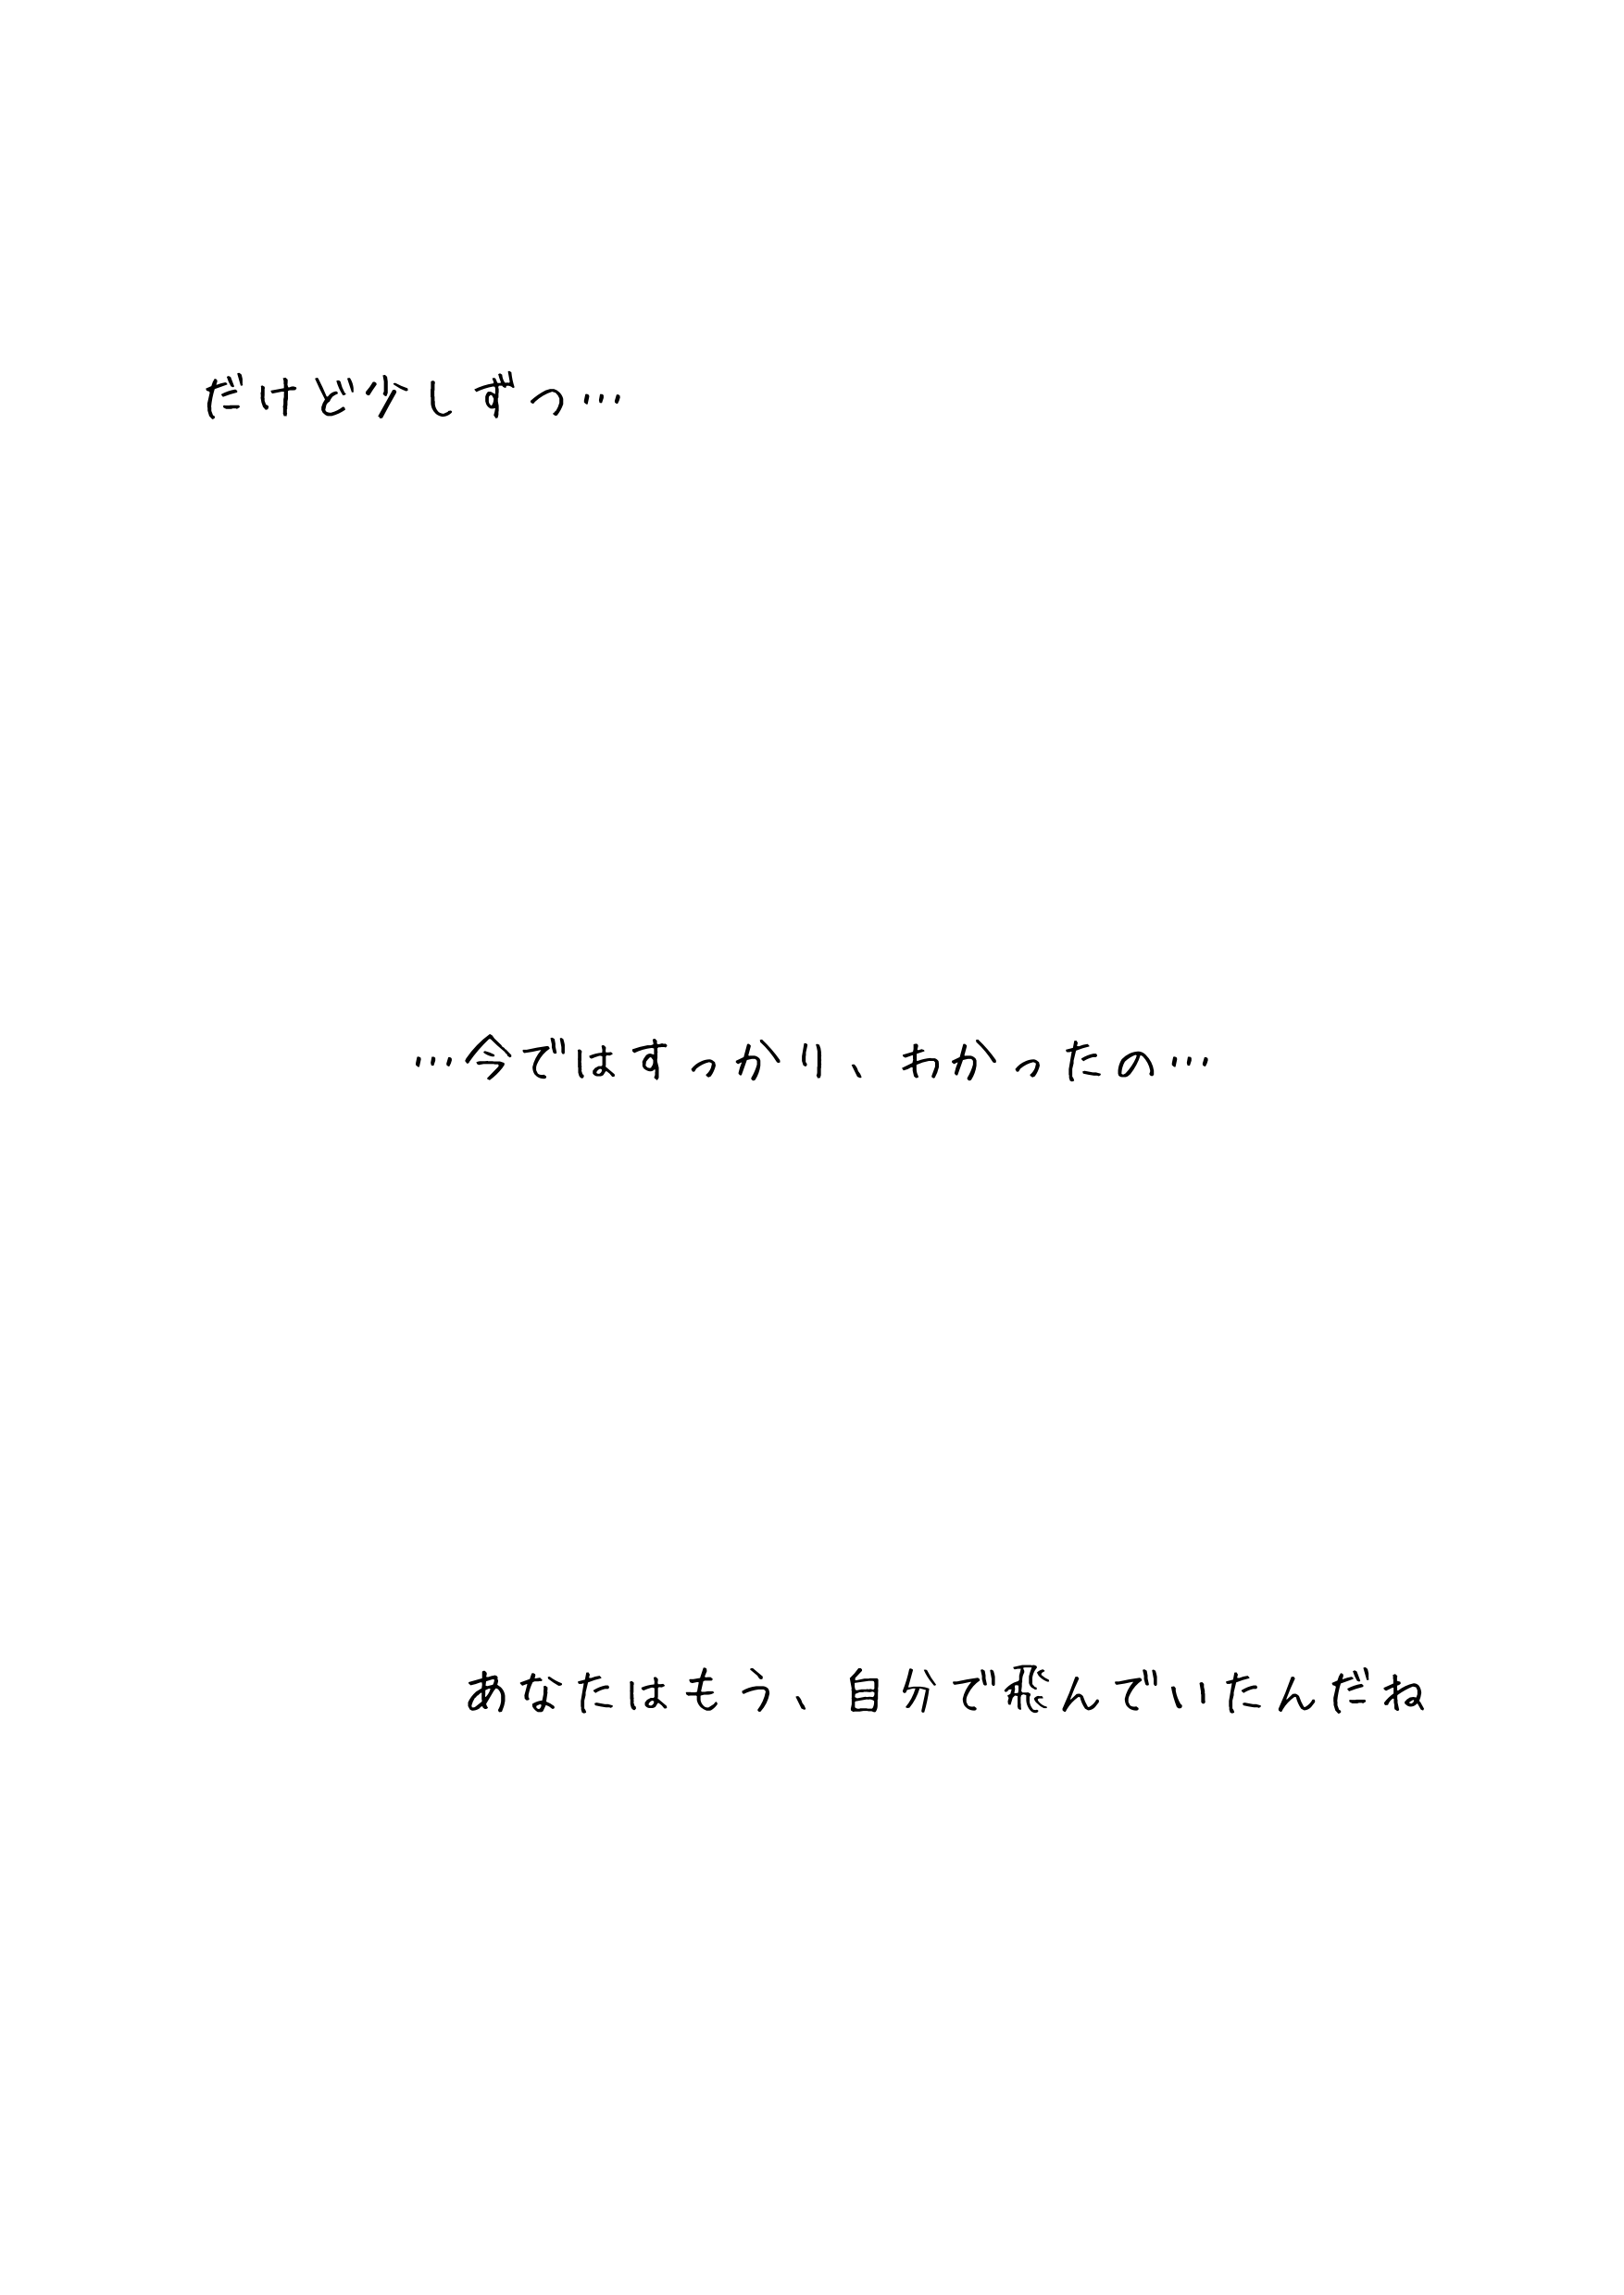 だけど少しずつ…
…今ではすっかり、わかったの…
あなたはもう、自分で飛んでいたんだね